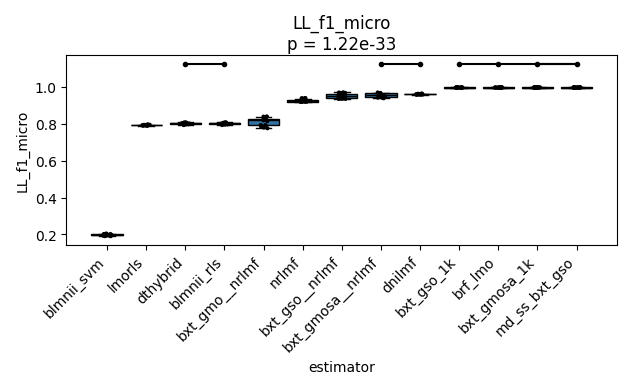 LL_f1_micro
p = 1.22e-33
LL_f1_micro
1.0
0.8
0.6
0.4
0.2
blmnii_svm
lmorls
dthybrid
blmnii_rls
bxt_gmo__nrlmf
nrlmf
bxt_gso__nrlmf
bxt_gmosa__nrlmf
dnilmf
bxt_gso_1k
brf_lmo
bxt_gmosa_1k
md_ss_bxt_gso
estimator